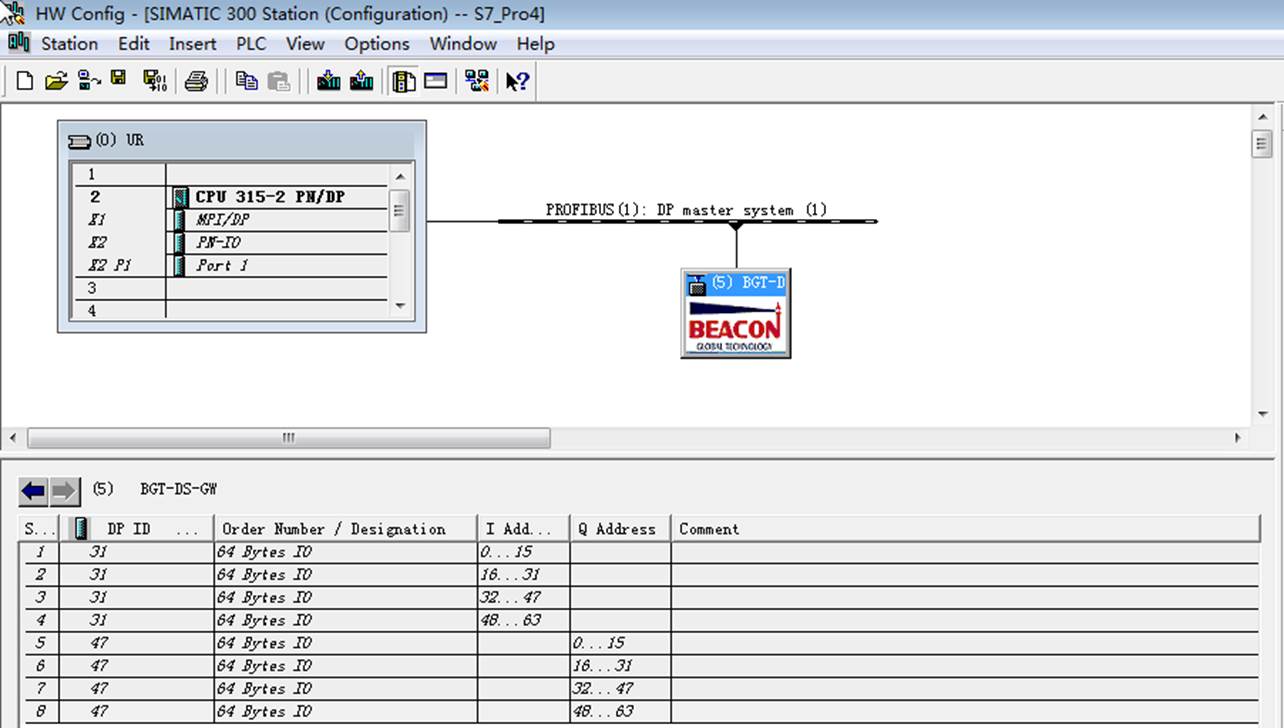 HW Config - [SIMATIC 300 Station (Configuration) -- S7_Pro4]
Station Edit Insert PLC View Options Window Help
(0) UR
1
2 CPU 315-2 PN/DP
X1 MPI/DP
X2 PN-IO
X2 P1 Port 1
3
4
PROFIBUS(1): DP master system (1)
(5) BGT-D
BEACON
GLOBAL TECHNOLOGY
(5) BGT-DS-GW
S... DP ID ... Order Number / Designation I Add... Q Address Comment
1 31 64 Bytes IO 0...15
2 31 64 Bytes IO 16...31
3 31 64 Bytes IO 32...47
4 31 64 Bytes IO 48...63
5 47 64 Bytes IO 0...15
6 47 64 Bytes IO 16...31
7 47 64 Bytes IO 32...47
8 47 64 Bytes IO 48...63